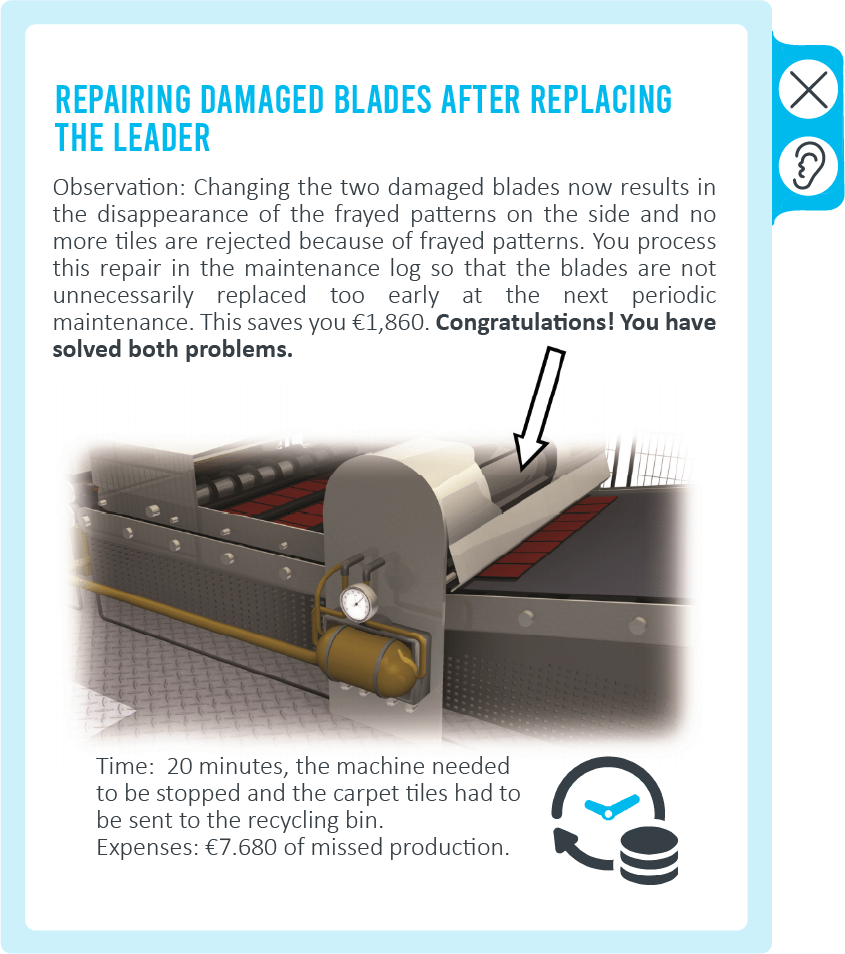 REPAIRING DAMAGED BLADES AFTER REPLACING
THE LEADER
Observation: Changing the two damaged blades now results in
the disappearance of the frayed patterns on the side and no
more tiles are rejected because of frayed patterns. You process
this repair in the maintenance log so that the blades are not
unnecessarily replaced too early at the next periodic
maintenance. This saves you €1,860. Congratulations! You have
solved both problems.
Time:  20 minutes, the machine needed
to be stopped and the carpet tiles had to
be sent to the recycling bin.
Expenses: €7.680 of missed production.